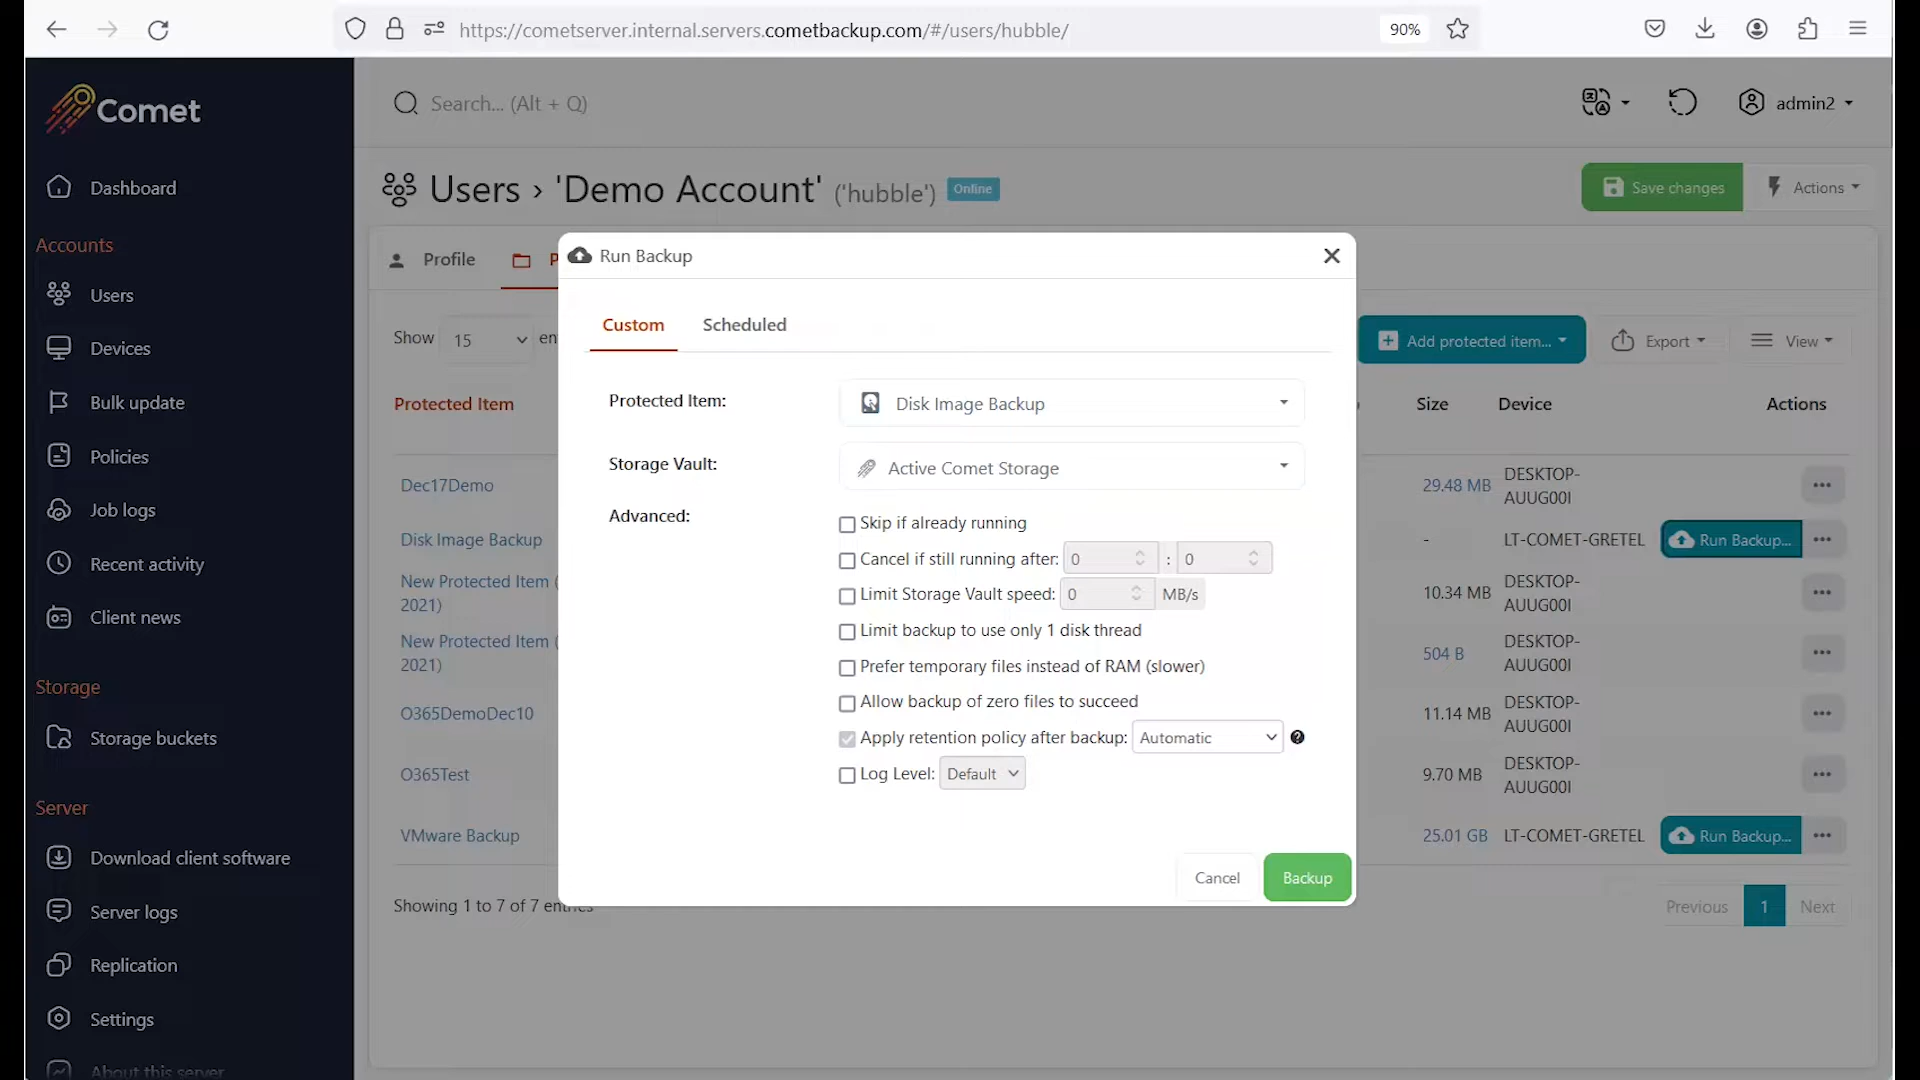 https://cometserver.internal.servers.cometbackup.com/#/users/hubble/
90%
Comet
Search... (Alt + Q)
admin2
Dashboard
Accounts
Users
Devices
Bulk update
Policies
Job logs
Recent activity
Client news
Storage
Storage buckets
Server
Download client software
Server logs
Replication
Settings
About this server
Users › 'Demo Account' ('hubble') Online
Save changes
Actions
Profile
P
Show 15 en
Add protected item...
Export
View
Protected Item
Size
Device
Actions
Dec17Demo
29.48 MB
DESKTOP-
AUUG00I
Disk Image Backup
-
LT-COMET-GRETEL
Run Backup...
New Protected Item (
2021)
10.34 MB
DESKTOP-
AUUG00I
New Protected Item (
2021)
504 B
DESKTOP-
AUUG00I
O365DemoDec10
11.14 MB
DESKTOP-
AUUG00I
O365Test
9.70 MB
DESKTOP-
AUUG00I
VMware Backup
25.01 GB
LT-COMET-GRETEL
Run Backup...
Showing 1 to 7 of 7 entries
Previous
1
Next
Run Backup
Custom
Scheduled
Protected Item:
Disk Image Backup
Storage Vault:
Active Comet Storage
Advanced:
Skip if already running
Cancel if still running after: 0 : 0
Limit Storage Vault speed: 0 MB/s
Limit backup to use only 1 disk thread
Prefer temporary files instead of RAM (slower)
Allow backup of zero files to succeed
Apply retention policy after backup: Automatic ?
Log Level: Default
Cancel
Backup